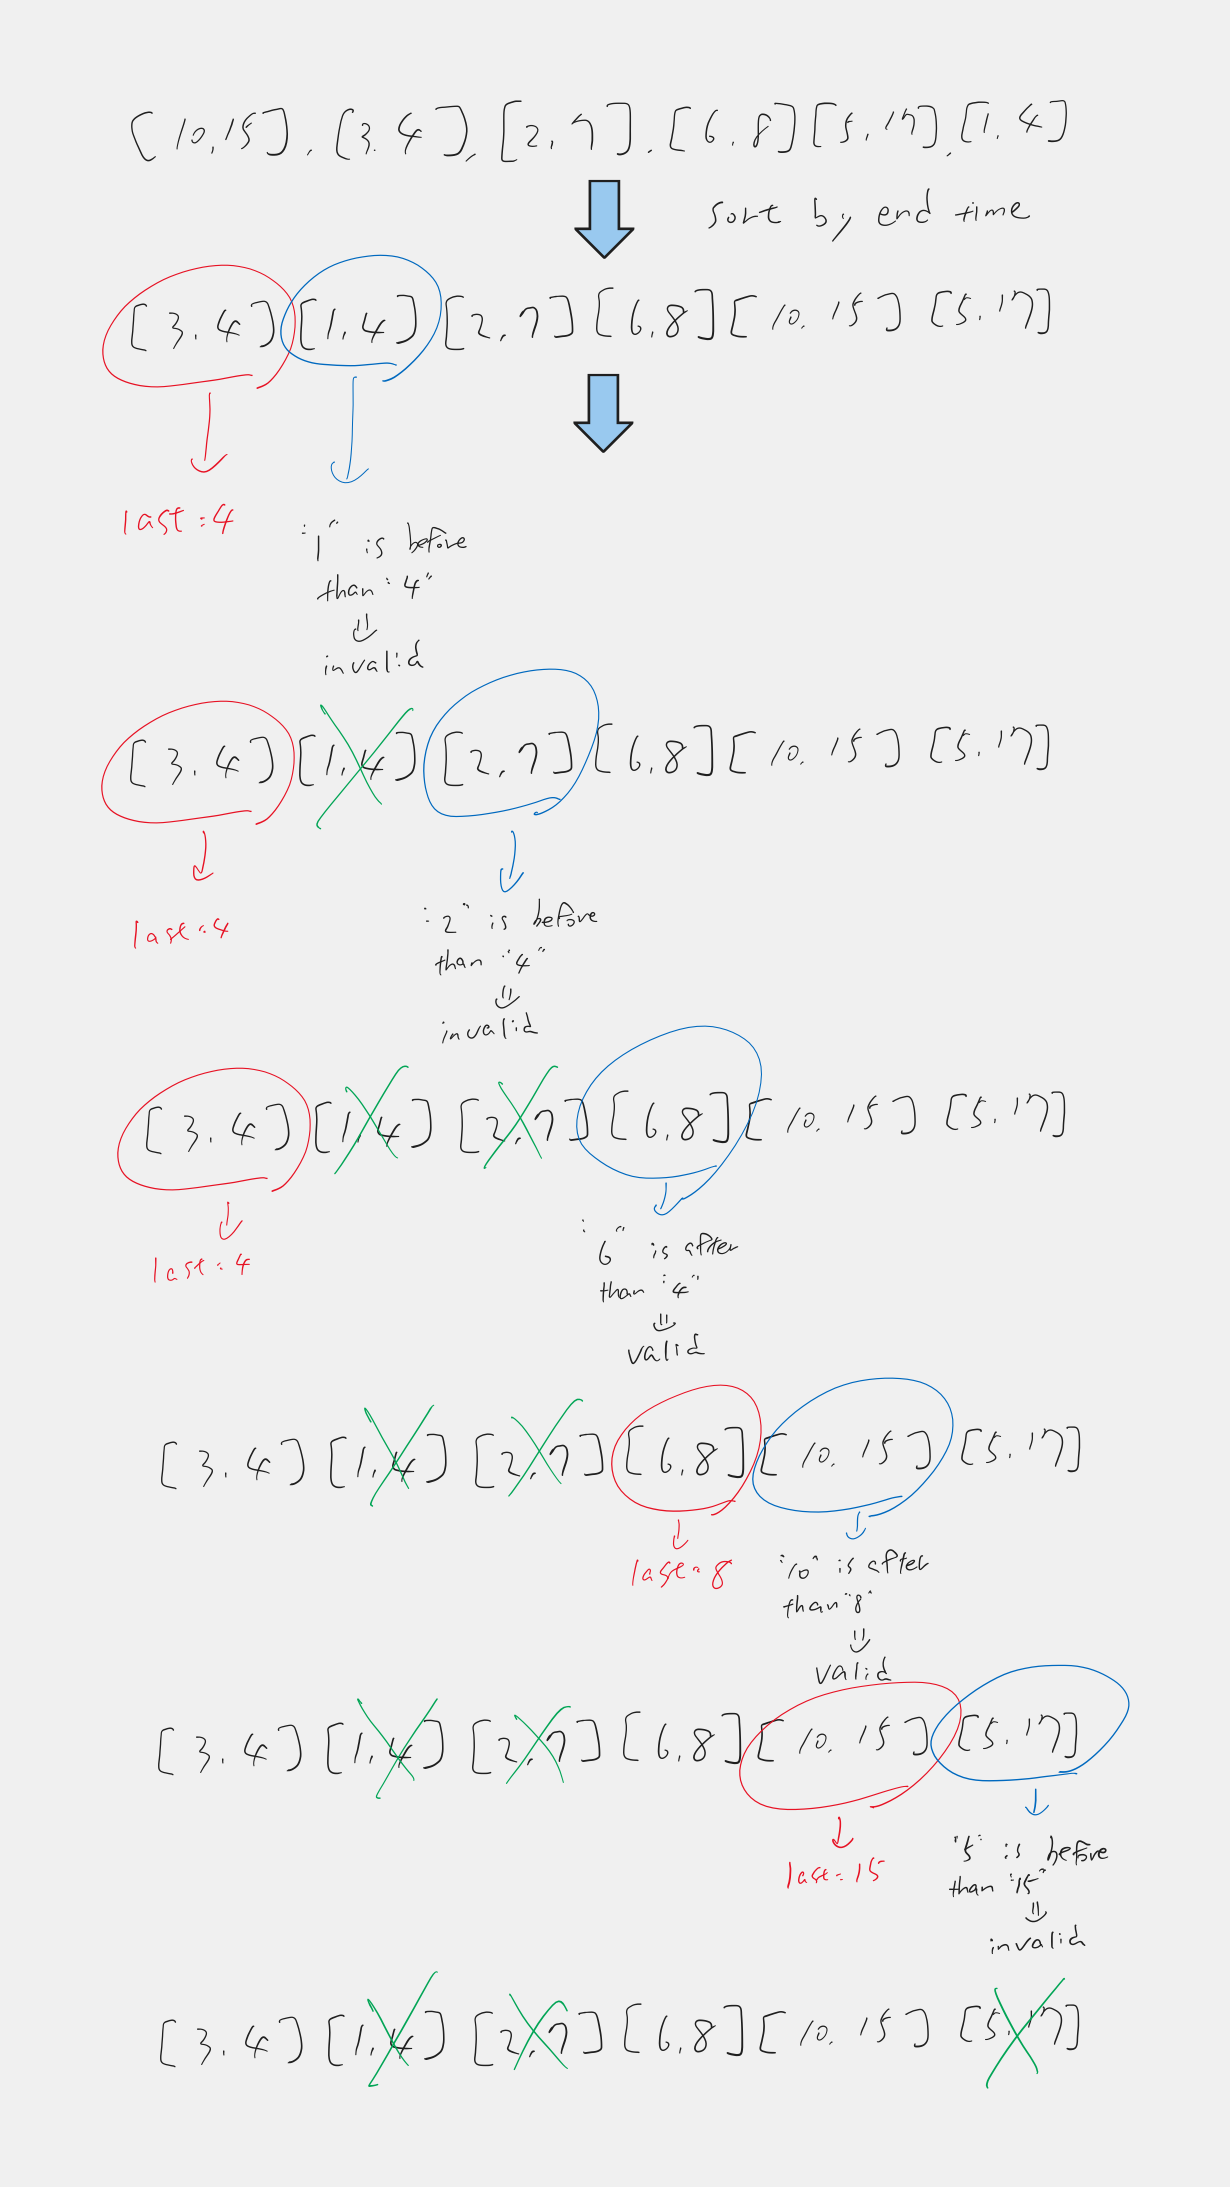 [10,15], [3.4], [2,7], [6,8] [5,17], [1,4]
sort by end time
[3.4] [1,4] [2,7] [6,8] [10.15] [5.17]
last:4
"1" is before
than "4"
invalid
[3.4] [1,4] [2,7] [6,8] [10.15] [5.17]
last:4
"2" is before
than "4"
invalid
[3.4] [1,4] [2,7] [6,8] [10.15] [5.17]
last:4
"6" is after
than "4"
valid
[3.4] [1,4] [2,7] [6,8] [10.15] [5.17]
last:8
"10" is after
than "8"
valid
[3.4] [1,4] [2,7] [6,8] [10.15] [5.17]
last:15
"5" is before
than "15"
invalid
[3.4] [1,4] [2,7] [6,8] [10.15] [5.17]